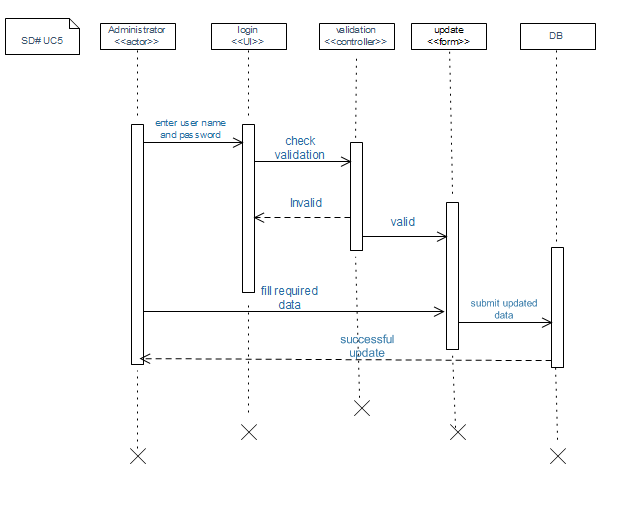 SD# UC5
Administrator
<<actor>>
login
<<UI>>
validation
<<controller>>
update
<<form>>
DB
enter user name
and password
check
validation
Invalid
valid
fill required
data
submit updated
data
successful
update